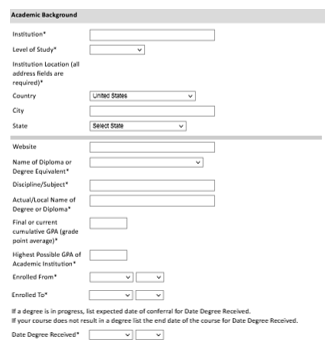 Academic Background
Institution*
Level of Study*
Institution Location (all
address fields are
required)*
Country
United States
City
State
Select State
Website
Name of Diploma or
Degree Equivalent*
Discipline/Subject*
Actual/Local Name of
Degree or Diploma*
Final or current
cumulative GPA (grade
point average)*
Highest Possible GPA of
Academic Institution*
Enrolled From*
Enrolled To*
If a degree is in progress, list expected date of conferral for Date Degree Received.
If your course does not result in a degree list the end date of the course for Date Degree Received.
Date Degree Received*